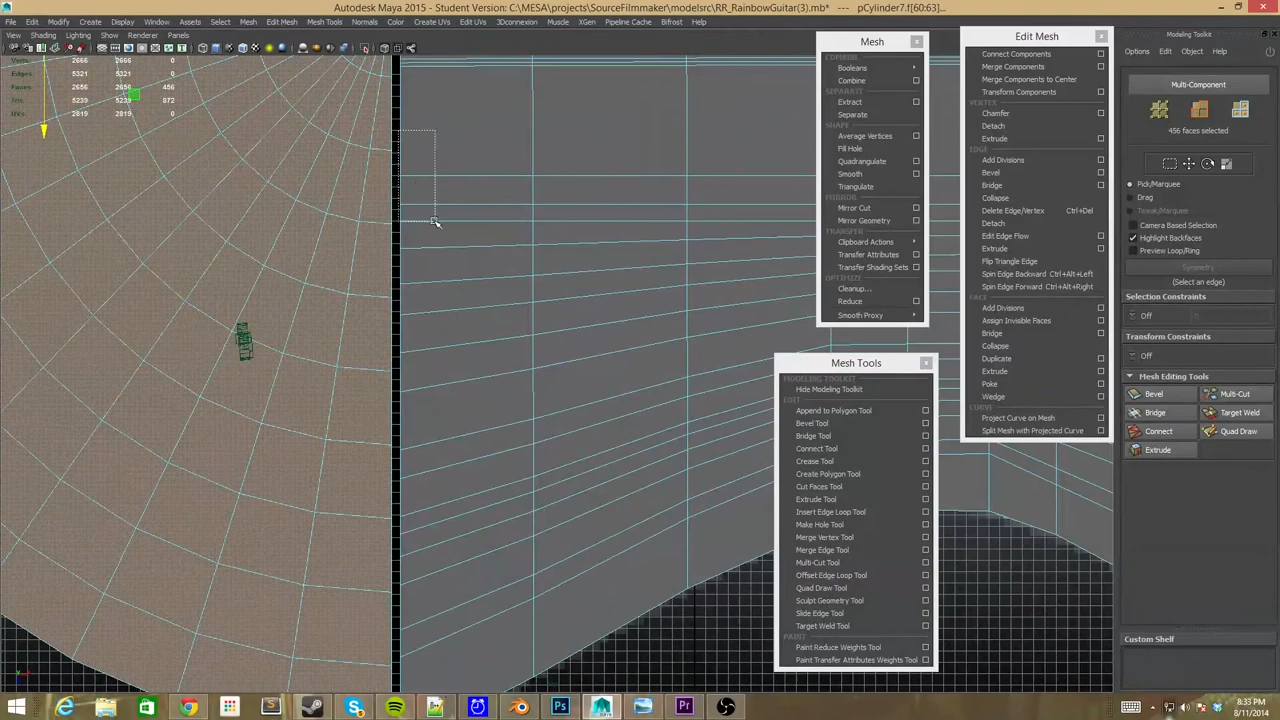 Autodesk Maya 2015 - Student Version: C:\MESA\SourceFilmmaker\modelsrc\RR_RainbowGuitar(3).mb* --- pCylinder7.f[60:63]...
File Edit Modify Create Display Window Assets Select Mesh Edit Mesh Mesh Tools Normals Color Create UVs Edit UVs 3Dconnexion Muscle XGen Pipeline Cache Bifrost Help
View Shading Lighting Show Renderer Panels
Verts: 2666 2666 0
Edges: 5321 5321 0
Faces: 2656 2656 456
Tris: 5239 5239 872
UVs: 2819 2819 0
Mesh
COMBINE
Booleans
Combine
SEPARATE
Extract
Separate
SHAPE
Average Vertices
Fill Hole
Quadrangulate
Smooth
Triangulate
MIRROR
Mirror Cut
Mirror Geometry
TRANSFER
Clipboard Actions
Transfer Attributes
Transfer Shading Sets
OPTIMIZE
Cleanup...
Reduce
Smooth Proxy
Mesh Tools
MODELING TOOLKIT
Hide Modeling Toolkit
EDIT
Append to Polygon Tool
Bevel Tool
Bridge Tool
Connect Tool
Crease Tool
Create Polygon Tool
Cut Faces Tool
Extrude Tool
Insert Edge Loop Tool
Make Hole Tool
Merge Vertex Tool
Merge Edge Tool
Multi-Cut Tool
Offset Edge Loop Tool
Quad Draw Tool
Sculpt Geometry Tool
Slide Edge Tool
Target Weld Tool
PAINT
Paint Reduce Weights Tool
Paint Transfer Attributes Weights Tool
Edit Mesh
Connect Components
Merge Components
Merge Components to Center
Transform Components
VERTEX
Chamfer
Detach
Extrude
EDGE
Add Divisions
Bevel
Bridge
Collapse
Delete Edge/Vertex Ctrl+Del
Detach
Edit Edge Flow
Extrude
Flip Triangle Edge
Spin Edge Backward Ctrl+Alt+Left
Spin Edge Forward Ctrl+Alt+Right
FACE
Add Divisions
Assign Invisible Faces
Bridge
Collapse
Duplicate
Extrude
Poke
Wedge
CURVE
Project Curve on Mesh
Split Mesh with Projected Curve
Modeling Toolkit
Options Edit Object Help
Multi-Component
456 faces selected
Pick/Marquee
Drag
Tweak/Marquee
Camera Based Selection
Highlight Backfaces
Preview Loop/Ring
Symmetry
(Select an edge)
Selection Constraints
Off
Transform Constraints
Off
Mesh Editing Tools
Bevel Multi-Cut
Bridge Target Weld
Connect Quad Draw
Extrude
Custom Shelf
8:33 PM
8/11/2014